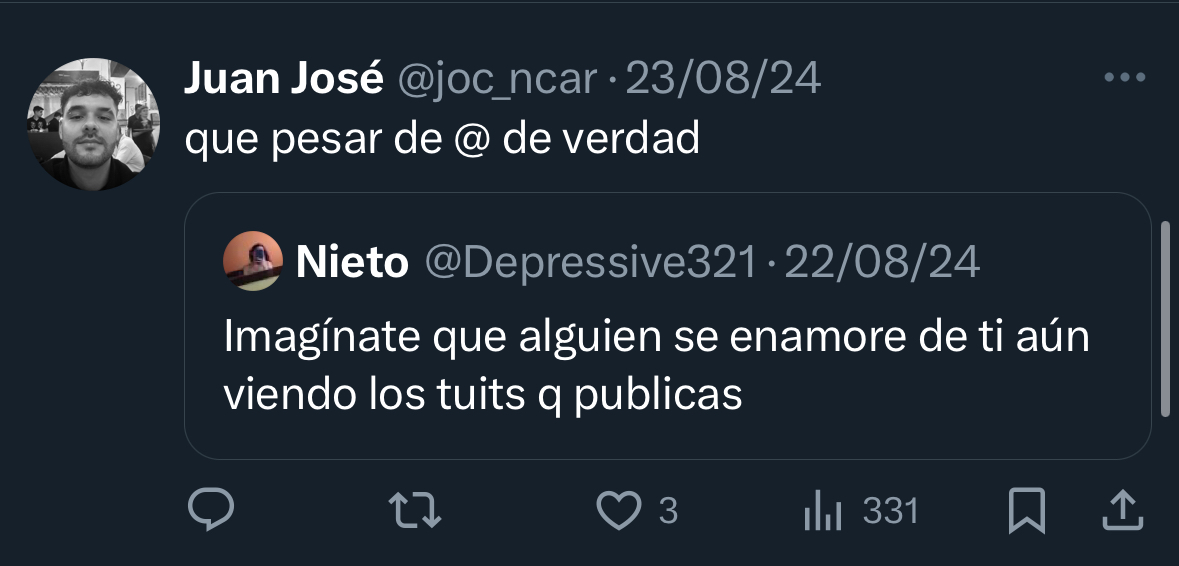 Juan José @joc_ncar · 23/08/24
que pesar de @ de verdad
Nieto @Depressive321 · 22/08/24
Imagínate que alguien se enamore de ti aún
viendo los tuits q publicas
3 331